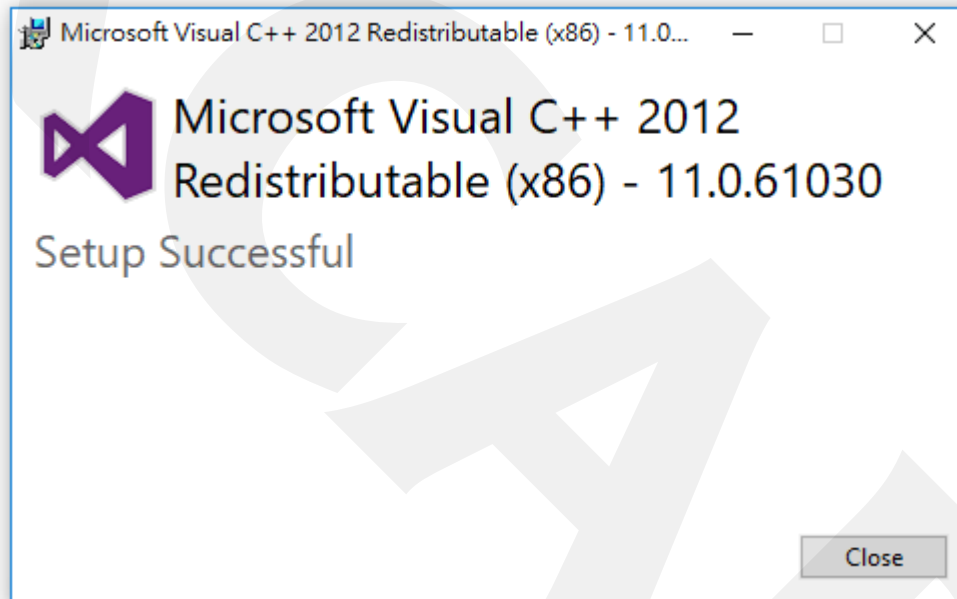 Microsoft Visual C++ 2012 Redistributable (x86) - 11.0...
Microsoft Visual C++ 2012
Redistributable (x86) - 11.0.61030
Setup Successful
Close